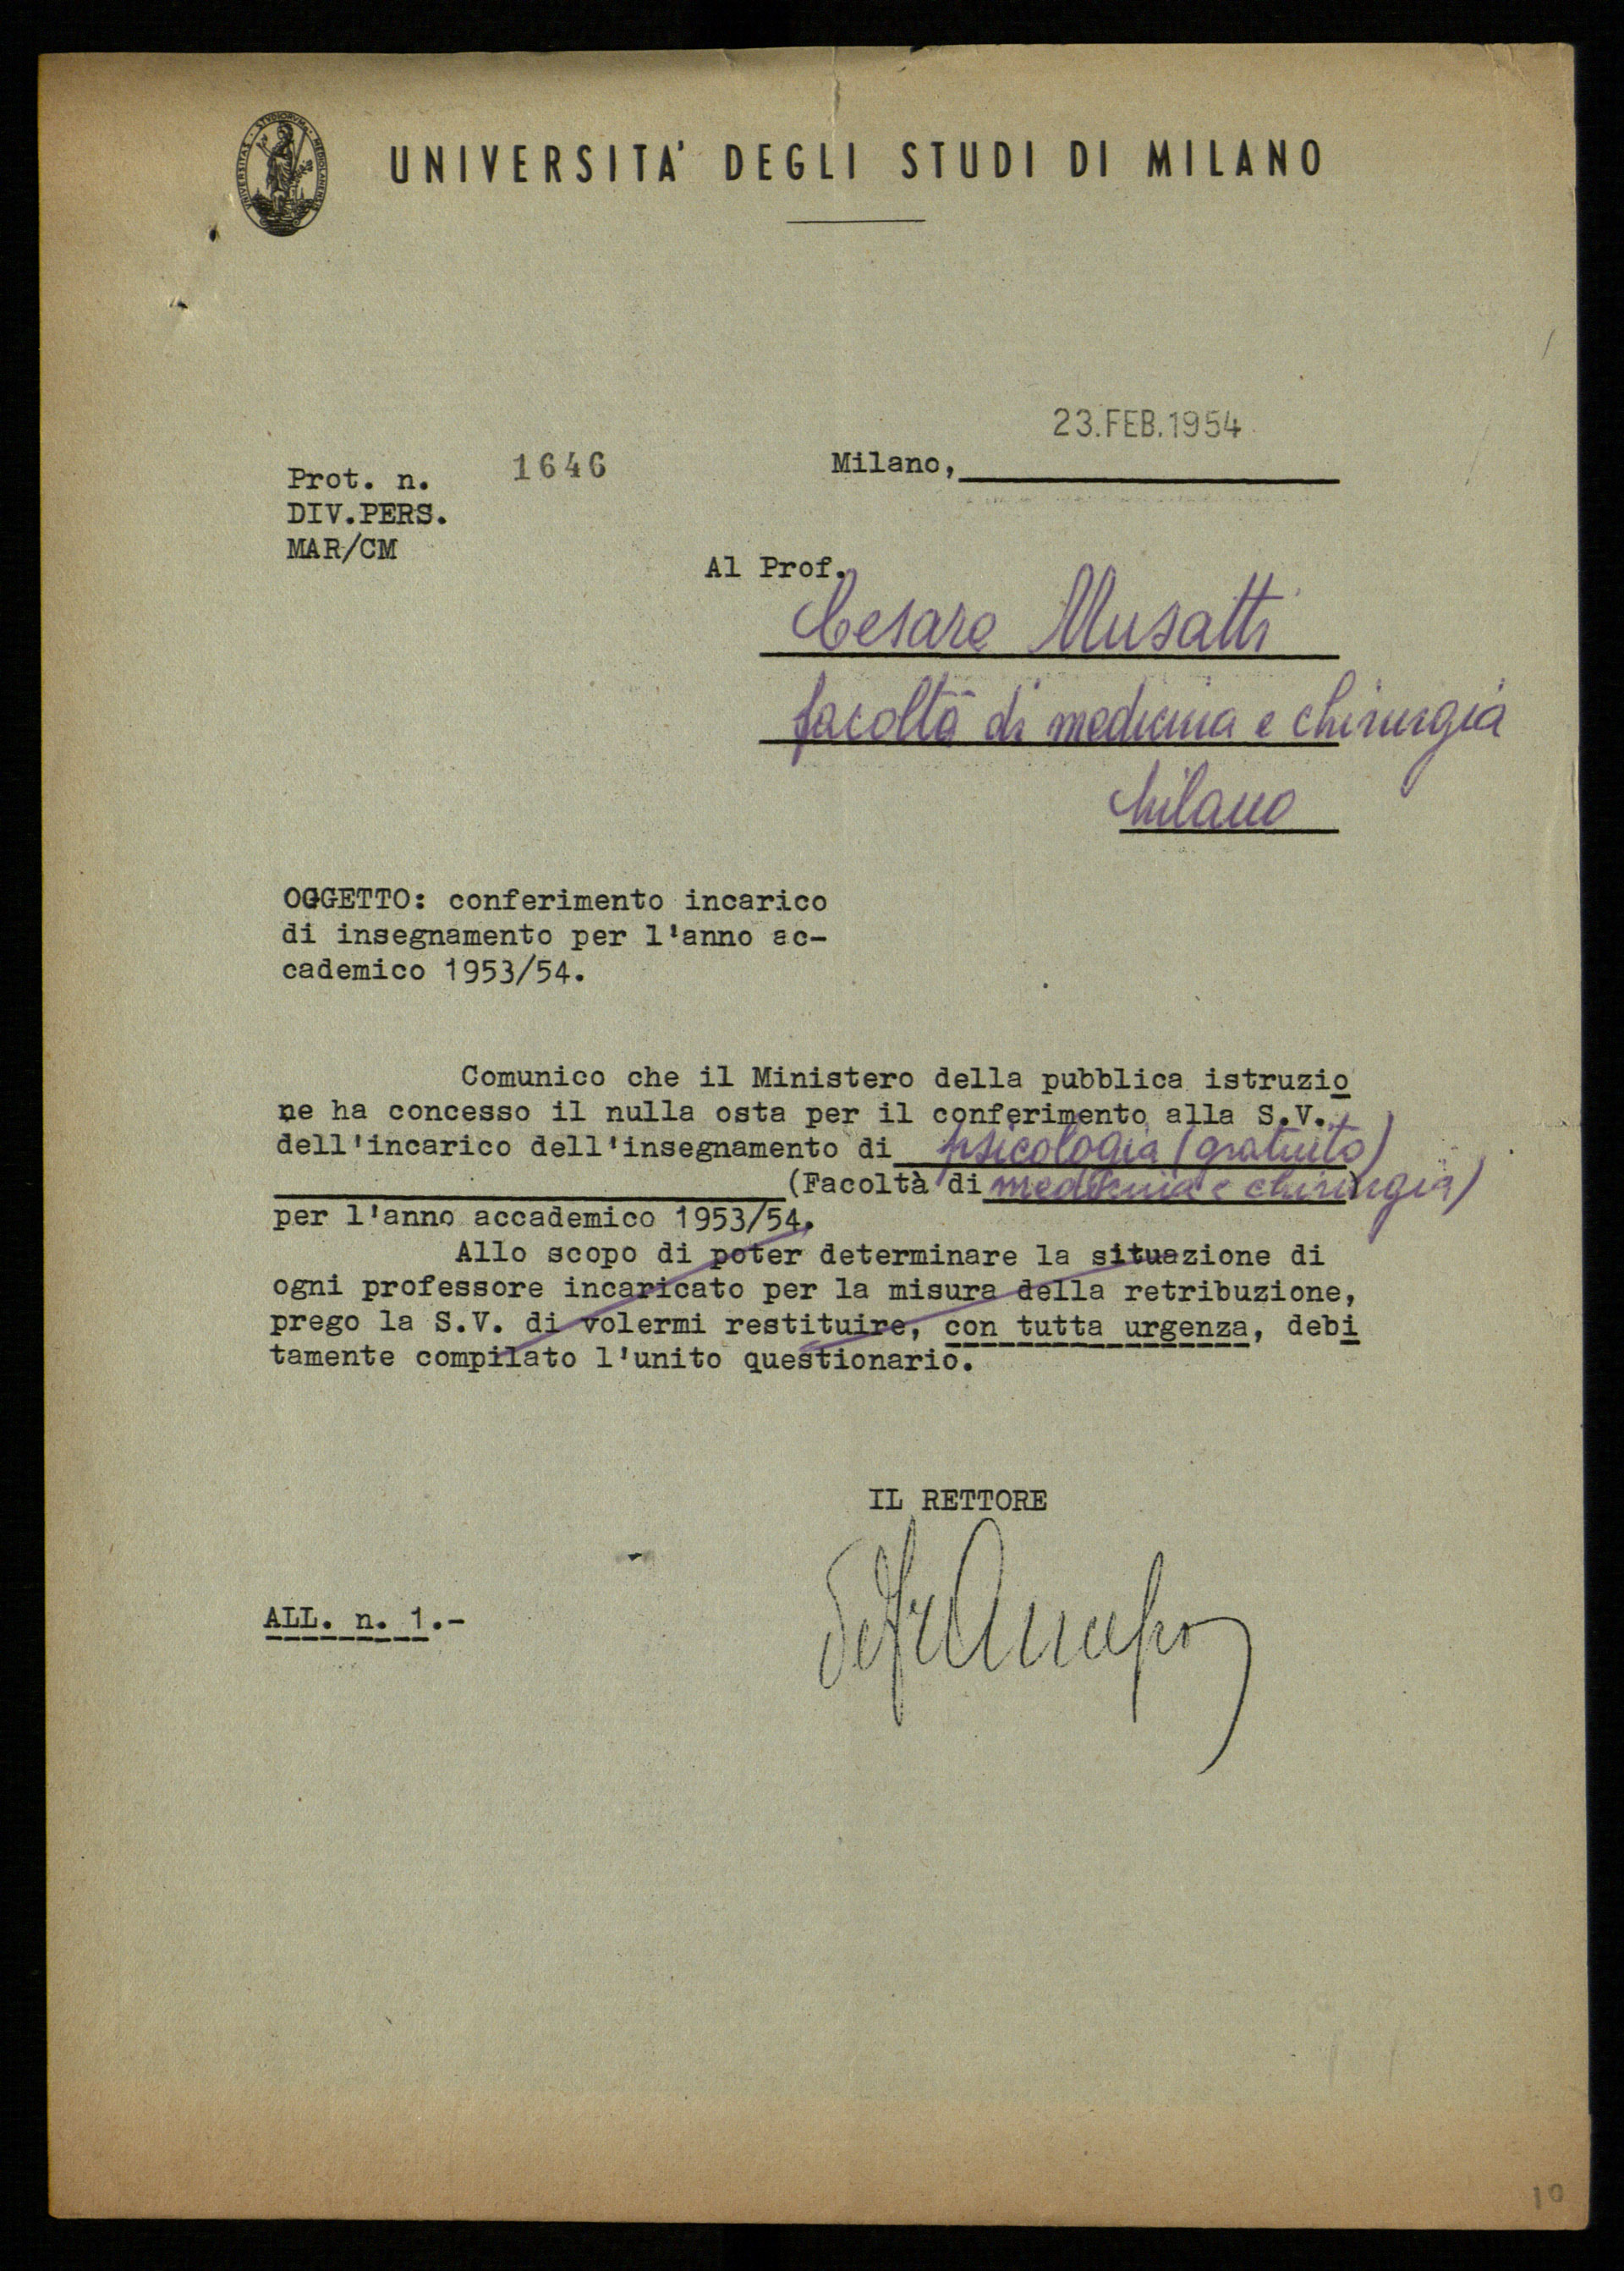 UNIVERSITAS STUDIORUM MEDIOLANENSIS
UNIVERSITA' DEGLI STUDI DI MILANO
23.FEB.1954
Prot. n. 1646
Milano,
DIV.PERS.
MAR/CM
Al Prof.
Cesare Musatti
facoltà di medicina e chirurgia
Milano
OGGETTO: conferimento incarico
di insegnamento per l'anno ac-
cademico 1953/54.
Comunico che il Ministero della pubblica istruzio
ne ha concesso il nulla osta per il conferimento alla S.V.
dell'incarico dell'insegnamento di psicologia (gratuito)
(Facoltà di medicina e chirurgia)
per l'anno accademico 1953/54.
Allo scopo di poter determinare la situazione di
ogni professore incaricato per la misura della retribuzione,
prego la S.V. di volermi restituire, con tutta urgenza, debi
tamente compilato l'unito questionario.
IL RETTORE
ALL. n. 1.-
10